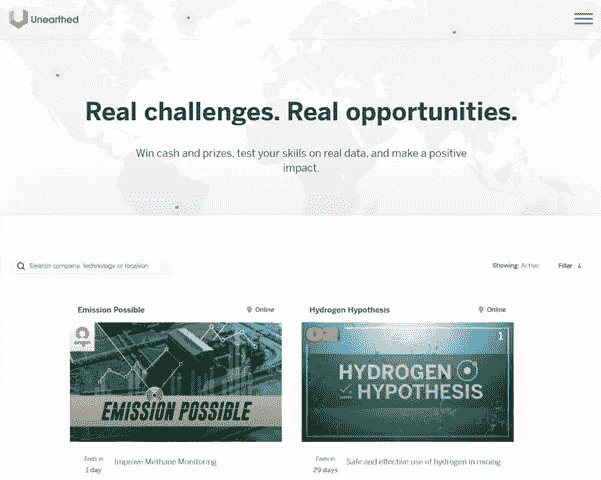 Unearthed
Real challenges. Real opportunities.
Win cash and prizes, test your skills on real data, and make a positive
impact.
Search company, technology or location
Showing: Active
Filter
Emission Possible
Online
origin
EMISSION POSSIBLE
Ends in
1 day
Improve Methane Monitoring
Hydrogen Hypothesis
Online
OZ
1
HYDROGEN
HYPOTHESIS
Ends in
29 days
Safe and effective use of hydrogen in mining